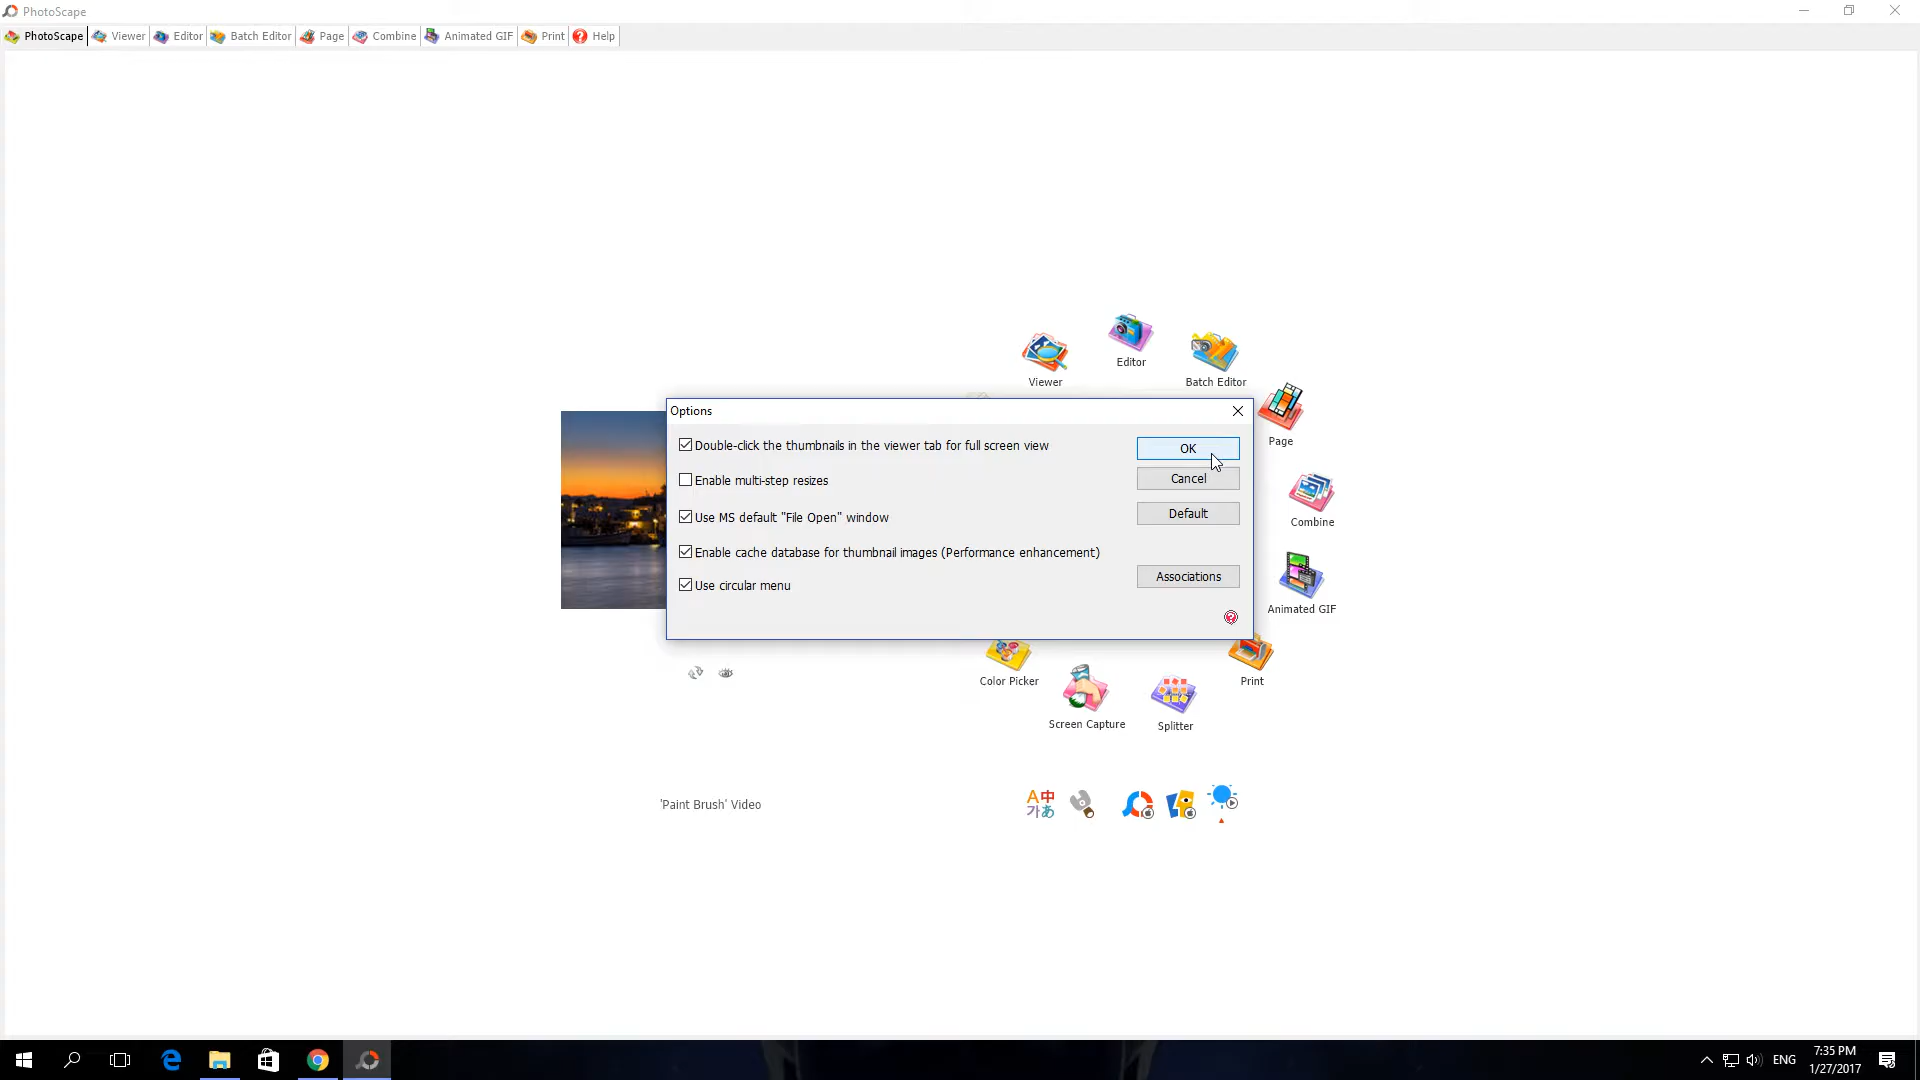 PhotoScape
PhotoScape Viewer Editor Batch Editor Page Combine Animated GIF Print Help
Viewer
Editor
Batch Editor
Page
Options
Double-click the thumbnails in the viewer tab for full screen view
OK
Enable multi-step resizes
Cancel
Use MS default "File Open" window
Default
Combine
Enable cache database for thumbnail images (Performance enhancement)
Use circular menu
Associations
Animated GIF
Color Picker
Print
Screen Capture
Splitter
'Paint Brush' Video
A中
가あ
ENG
7:35 PM
1/27/2017